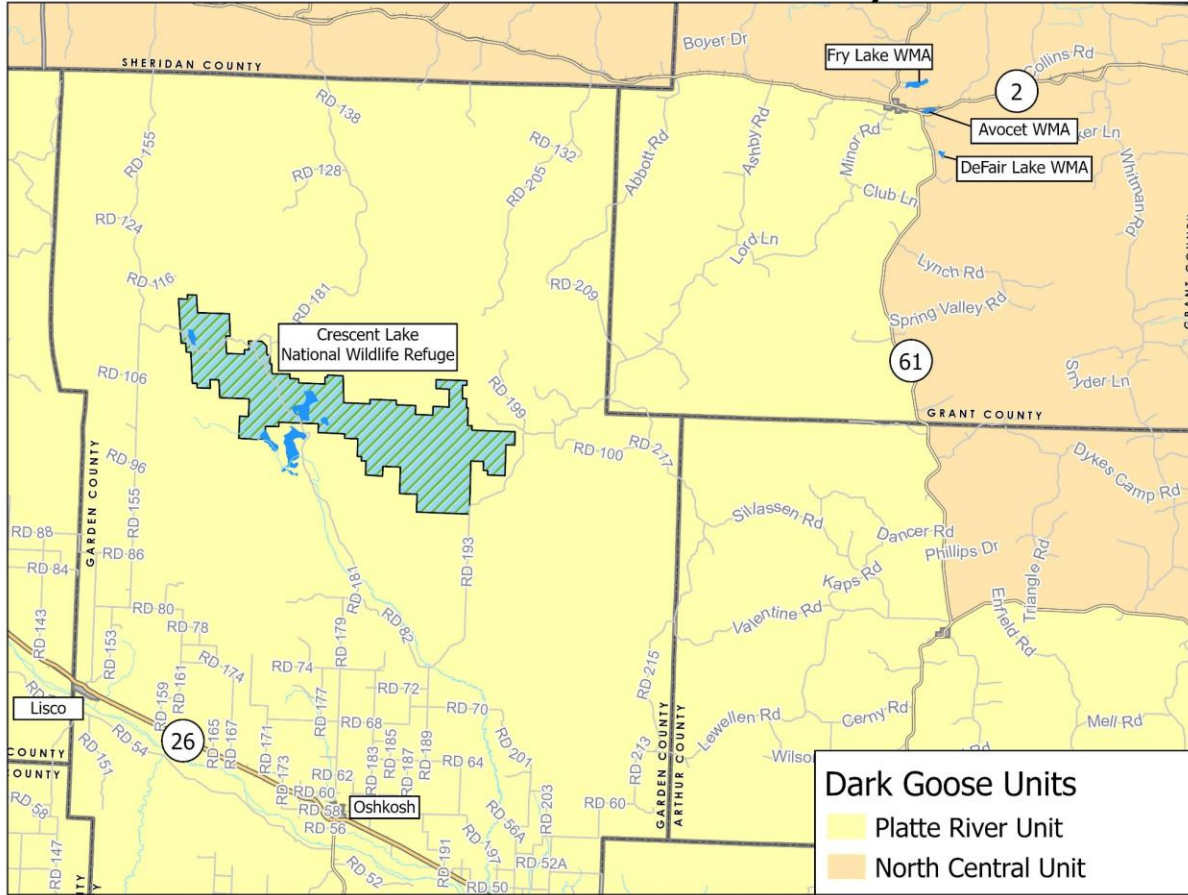 Boyer Dr
Fry Lake WMA
Collins Rd
SHERIDAN COUNTY
2
RD 138
Avocet WMA
RD 155
RD 132
Abbott Rd
Ashby Rd
Minor Rd
ker Ln
DeFair Lake WMA
RD 128
RD 205
Whitman Rd
Club Ln
RD 124
Lord Ln
Lynch Rd
RD 116
RD 181
RD 209
GRANT COUNTY
Spring Valley Rd
Crescent Lake
National Wildlife Refuge
61
Snyder Ln
RD 106
RD 199
GRANT COUNTY
RD 100
RD 217
Dykes Camp Rd
RD 96
GARDEN COUNTY
RD 155
Silvassen Rd
Dancer Rd
RD 88
RD 86
RD 193
Phillips Dr
Triangle Rd
RD 84
Kaps Rd
RD 181
Enfield Rd
RD 143
RD 80
RD 82
Valentine Rd
RD 153
RD 78
RD 179
RD 174
RD 74
RD 215
RD 161
RD 159
RD 177
RD 72
Lisco
RD 70
Lewellen Rd
Cerny Rd
Mell Rd
26
RD 165
RD 167
RD 171
RD 68
RD 183
RD 185
RD 187
RD 189
RD 201
RD 213
GARDEN COUNTY
ARTHUR COUNTY
COUNTY
RD 54
RD 151
RD 173
RD 62
RD 64
Wilso
Rd
COUNTY
RD 60
RD 203
RD 60
RD 58
RD 58
Oshkosh
RD 56
RD 56A
RD 197
RD 147
RD 52
RD 191
RD 52A
RD 50
Dark Goose Units
Platte River Unit
North Central Unit